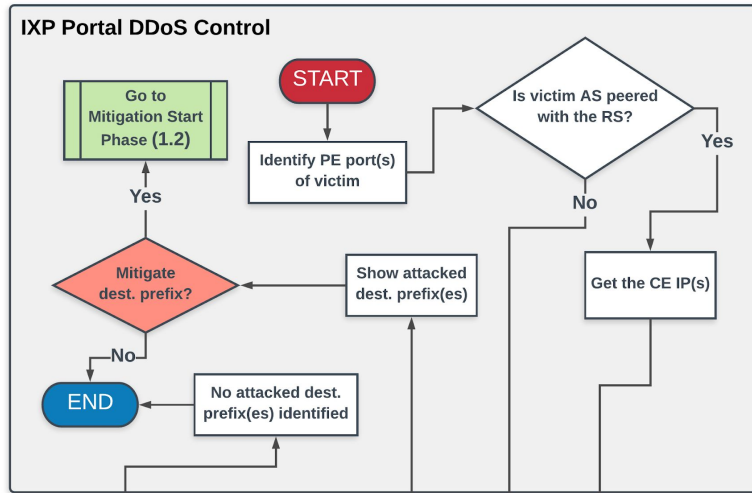 IXP Portal DDoS Control
START
Go to
Mitigation Start
Phase (1.2)
Is victim AS peered
with the RS?
Identify PE port(s)
of victim
Yes
Yes
No
Mitigate
dest. prefix?
Show attacked
dest. prefix(es)
Get the CE IP(s)
No
No attacked dest.
prefix(es) identified
END